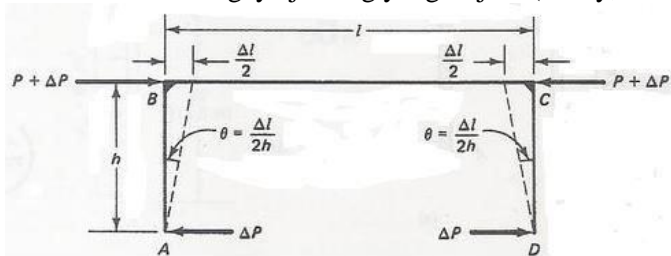 l
Δl/2 Δl/2
P + ΔP B C P + ΔP
h θ = Δl/2h θ = Δl/2h
A ΔP ΔP D